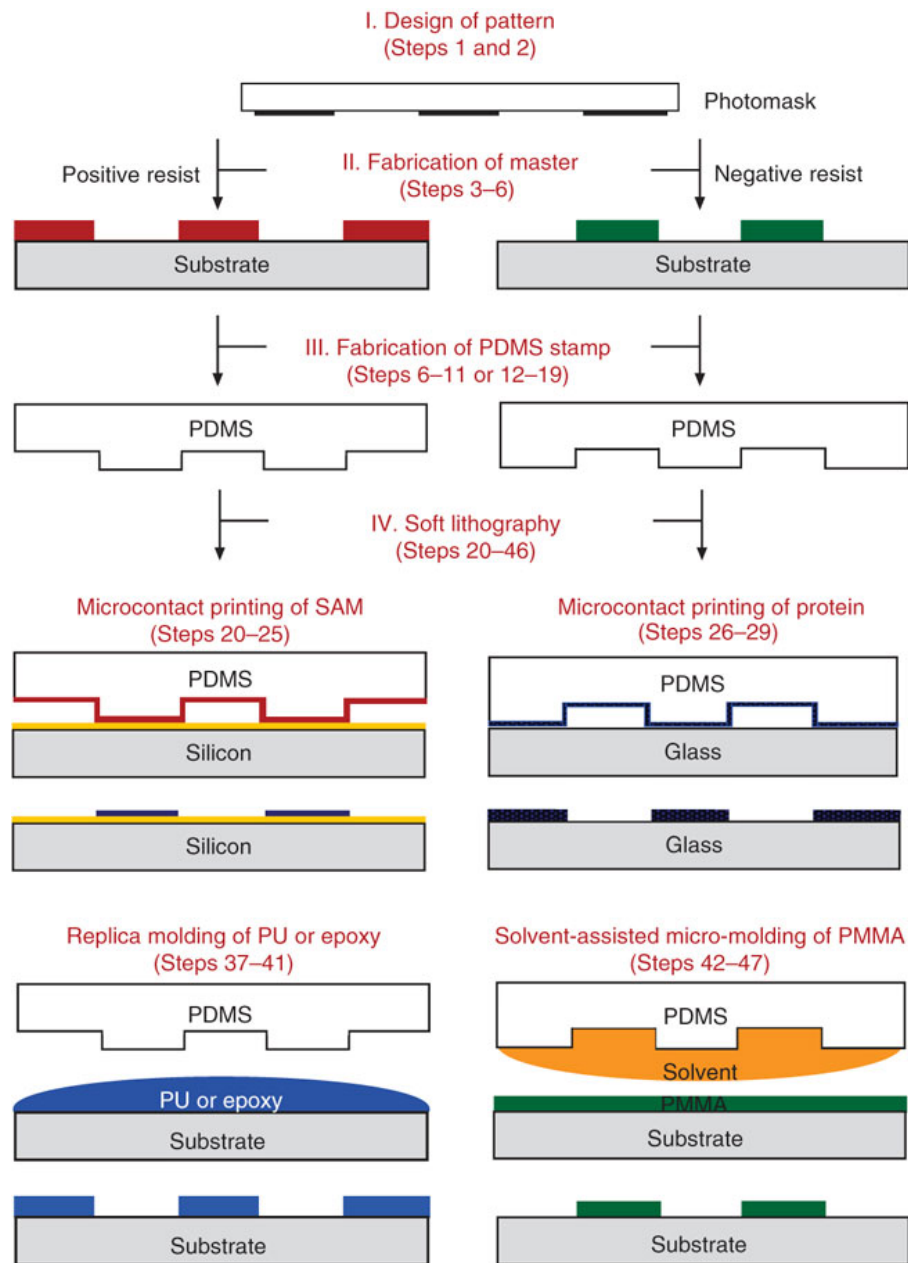 I. Design of pattern
(Steps 1 and 2)
Photomask
Positive resist
II. Fabrication of master
(Steps 3–6)
Negative resist
Substrate
Substrate
III. Fabrication of PDMS stamp
(Steps 6–11 or 12–19)
PDMS
PDMS
IV. Soft lithography
(Steps 20–46)
Microcontact printing of SAM
(Steps 20–25)
Microcontact printing of protein
(Steps 26–29)
PDMS
PDMS
Silicon
Glass
Silicon
Glass
Replica molding of PU or epoxy
(Steps 37–41)
Solvent-assisted micro-molding of PMMA
(Steps 42–47)
PDMS
PDMS
Solvent
PU or epoxy
PMMA
Substrate
Substrate
Substrate
Substrate